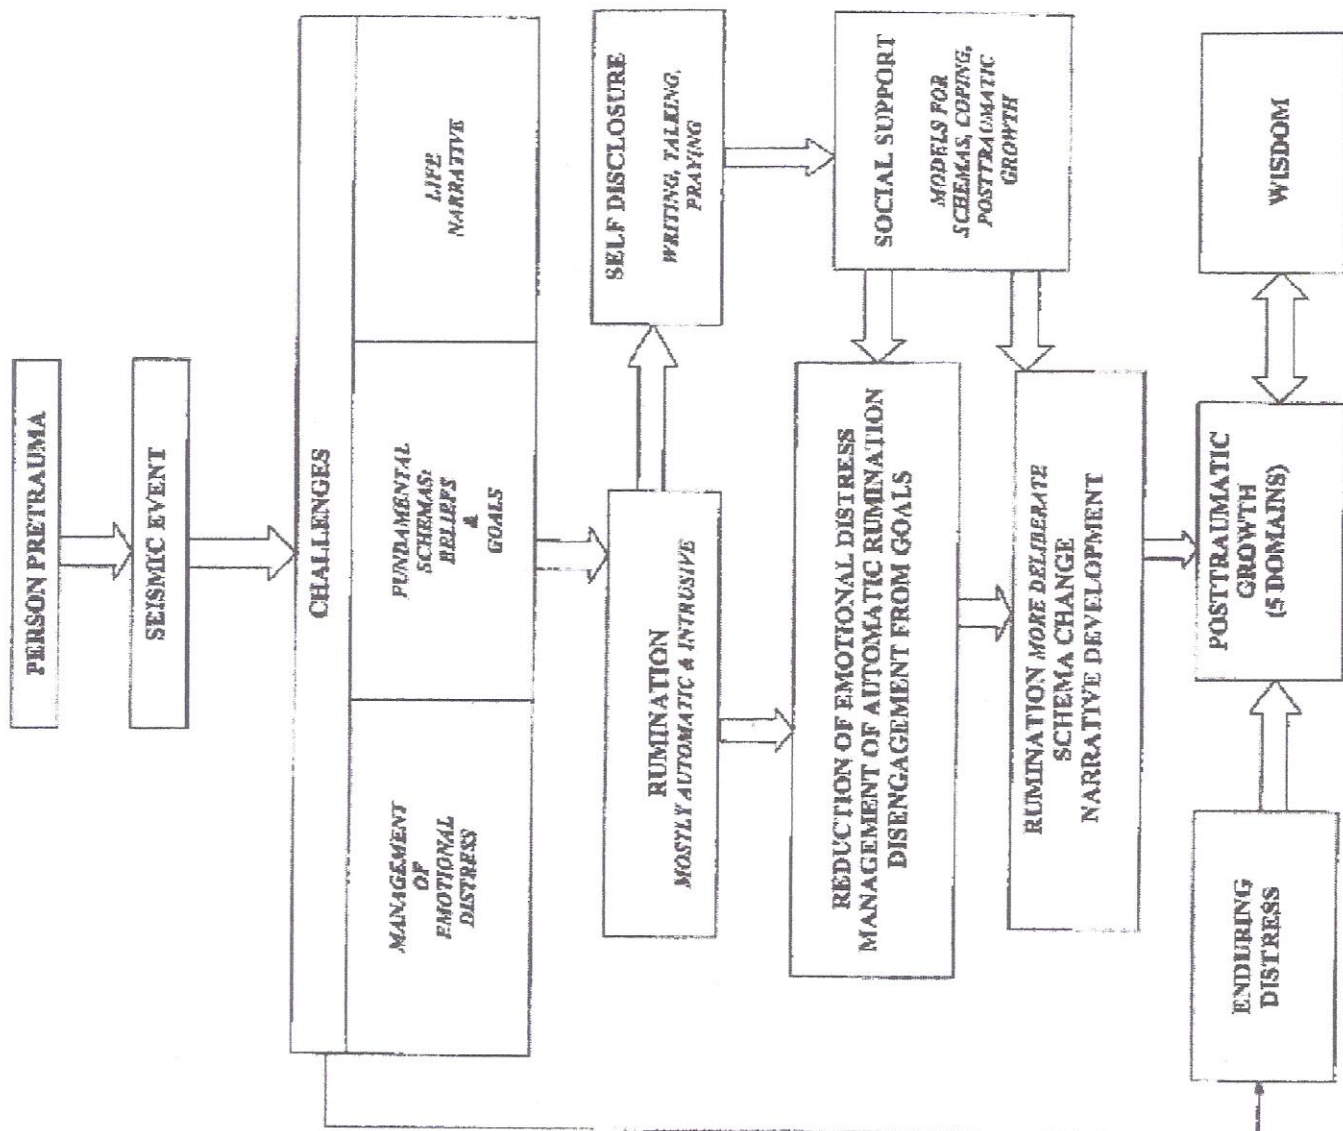 PERSON PRETRAUMA
SEISMIC EVENT
CHALLENGES
MANAGEMENT
OF
EMOTIONAL
DISTRESS
FUNDAMENTAL
SCHEMAS:
BELIEFS
&
GOALS
LIFE
NARRATIVE
RUMINATION
MOSTLY AUTOMATIC & INTRUSIVE
SELF DISCLOSURE
WRITING, TALKING,
PRAYING
REDUCTION OF EMOTIONAL DISTRESS
MANAGEMENT OF AUTOMATIC RUMINATION
DISENGAGEMENT FROM GOALS
SOCIAL SUPPORT
MODELS FOR
SCHEMAS, COPING,
POSTTRAUMATIC
GROWTH
RUMINATION MORE DELIBERATE
SCHEMA CHANGE
NARRATIVE DEVELOPMENT
ENDURING
DISTRESS
POSTTRAUMATIC
GROWTH
(5 DOMAINS)
WISDOM